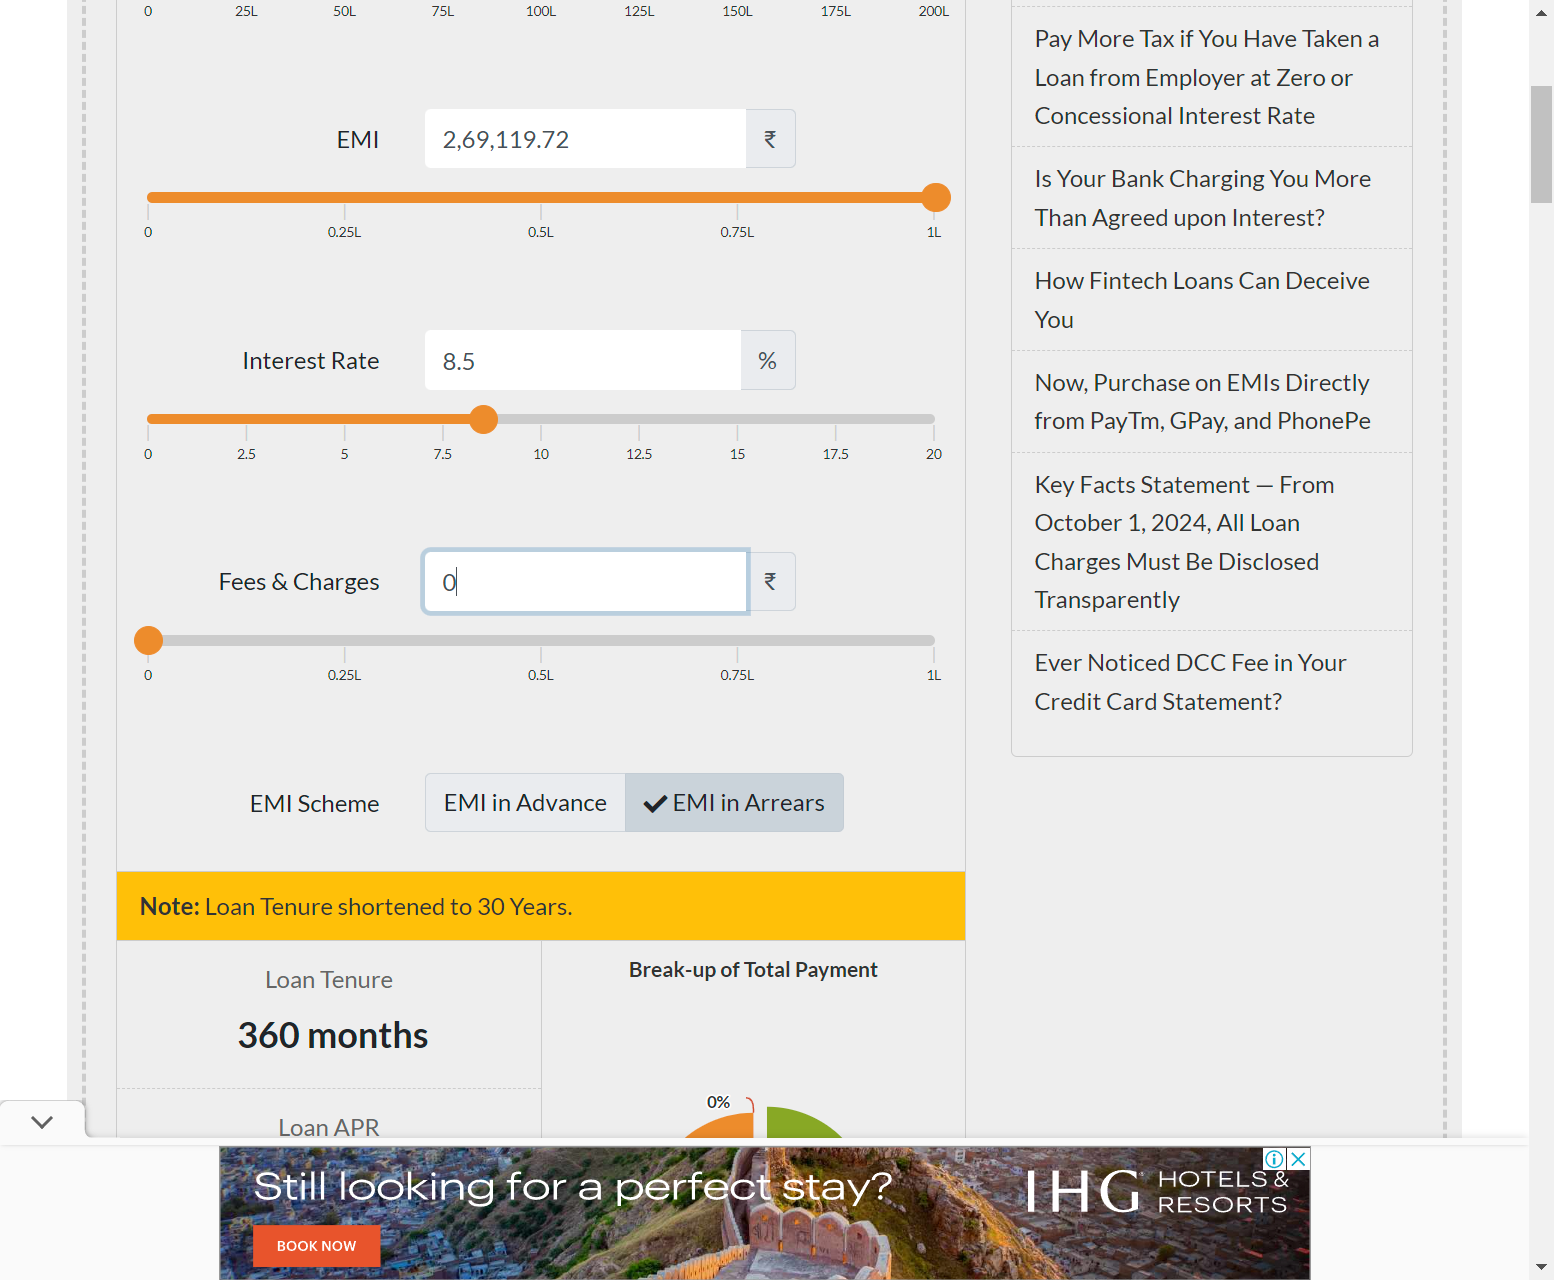 0 25L 50L 75L 100L 125L 150L 175L 200L
EMI 2,69,119.72 ₹
0 0.25L 0.5L 0.75L 1L
Interest Rate 8.5 %
0 2.5 5 7.5 10 12.5 15 17.5 20
Fees & Charges 0 ₹
0 0.25L 0.5L 0.75L 1L
EMI Scheme EMI in Advance EMI in Arrears
Note: Loan Tenure shortened to 30 Years.
Loan Tenure
360 months
Loan APR
Break-up of Total Payment
0%
Pay More Tax if You Have Taken a
Loan from Employer at Zero or
Concessional Interest Rate
Is Your Bank Charging You More
Than Agreed upon Interest?
How Fintech Loans Can Deceive
You
Now, Purchase on EMIs Directly
from PayTm, GPay, and PhonePe
Key Facts Statement — From
October 1, 2024, All Loan
Charges Must Be Disclosed
Transparently
Ever Noticed DCC Fee in Your
Credit Card Statement?
Still looking for a perfect stay?
BOOK NOW
IHG HOTELS &
RESORTS